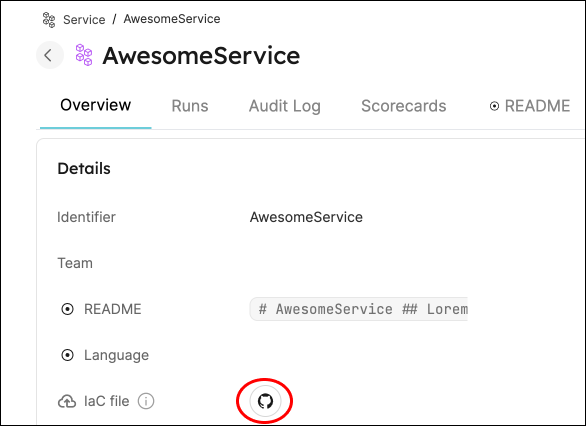 Service / AwesomeService
AwesomeService
Overview Runs Audit Log Scorecards README
Details
Identifier AwesomeService
Team
README # AwesomeService ## Lorem
Language
IaC file